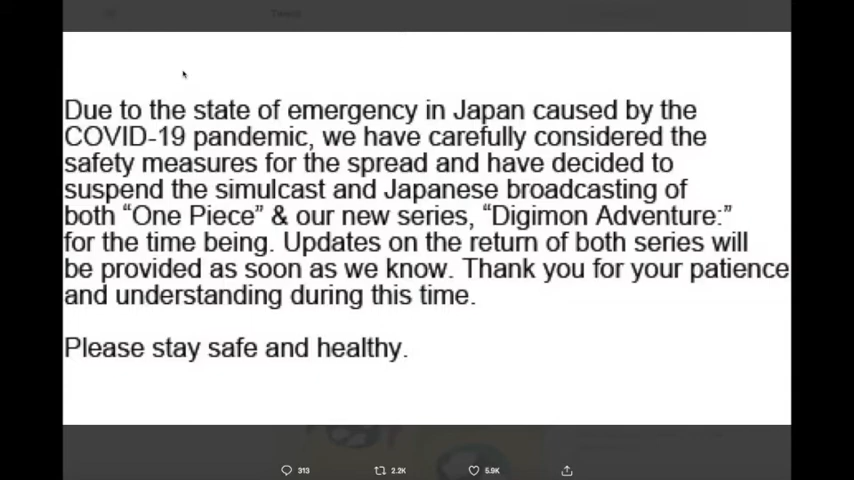 Due to the state of emergency in Japan caused by the
COVID-19 pandemic, we have carefully considered the
safety measures for the spread and have decided to
suspend the simulcast and Japanese broadcasting of
both “One Piece” & our new series, “Digimon Adventure:”
for the time being. Updates on the return of both series will
be provided as soon as we know. Thank you for your patience
and understanding during this time.
Please stay safe and healthy.
313 2.2K 5.9K